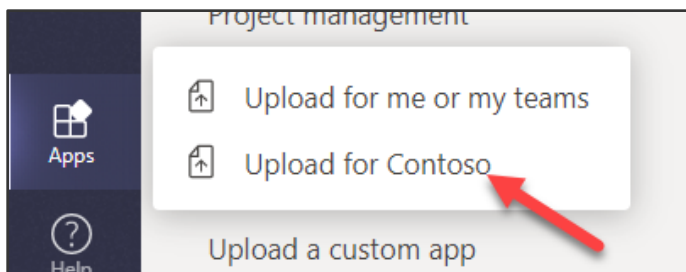 Project management
Upload for me or my teams
Upload for Contoso
Apps
Upload a custom app
Help